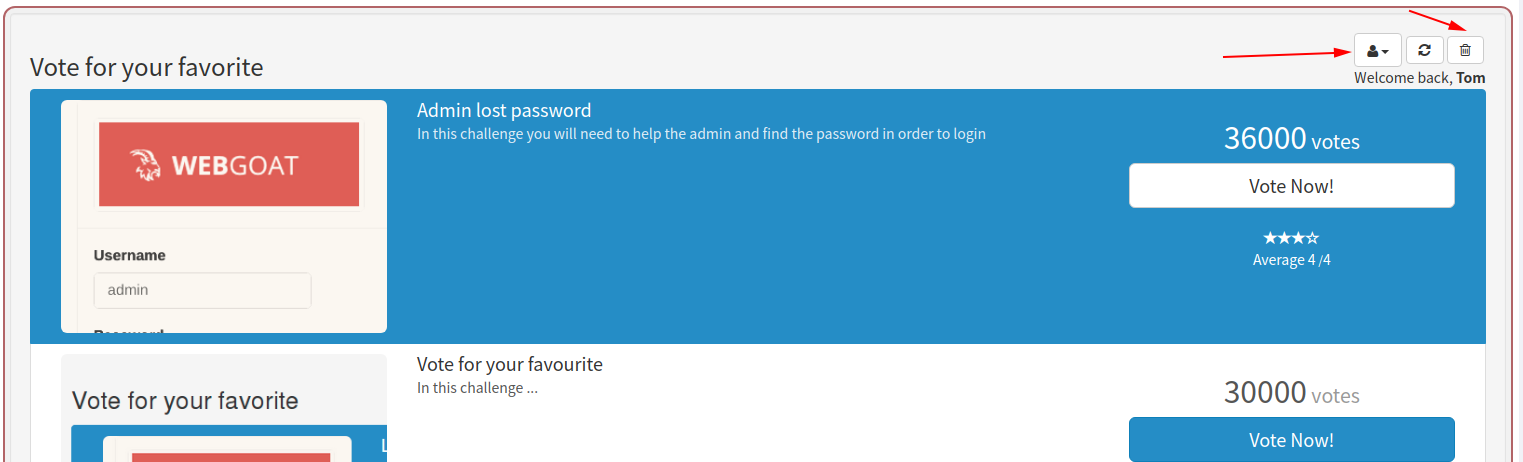 Vote for your favorite
Welcome back, Tom
Admin lost password
In this challenge you will need to help the admin and find the password in order to login
WEBGOAT
Username
admin
Password
36000 votes
Vote Now!
Average 4 /4
Vote for your favourite
In this challenge ...
Vote for your favorite
L
30000 votes
Vote Now!